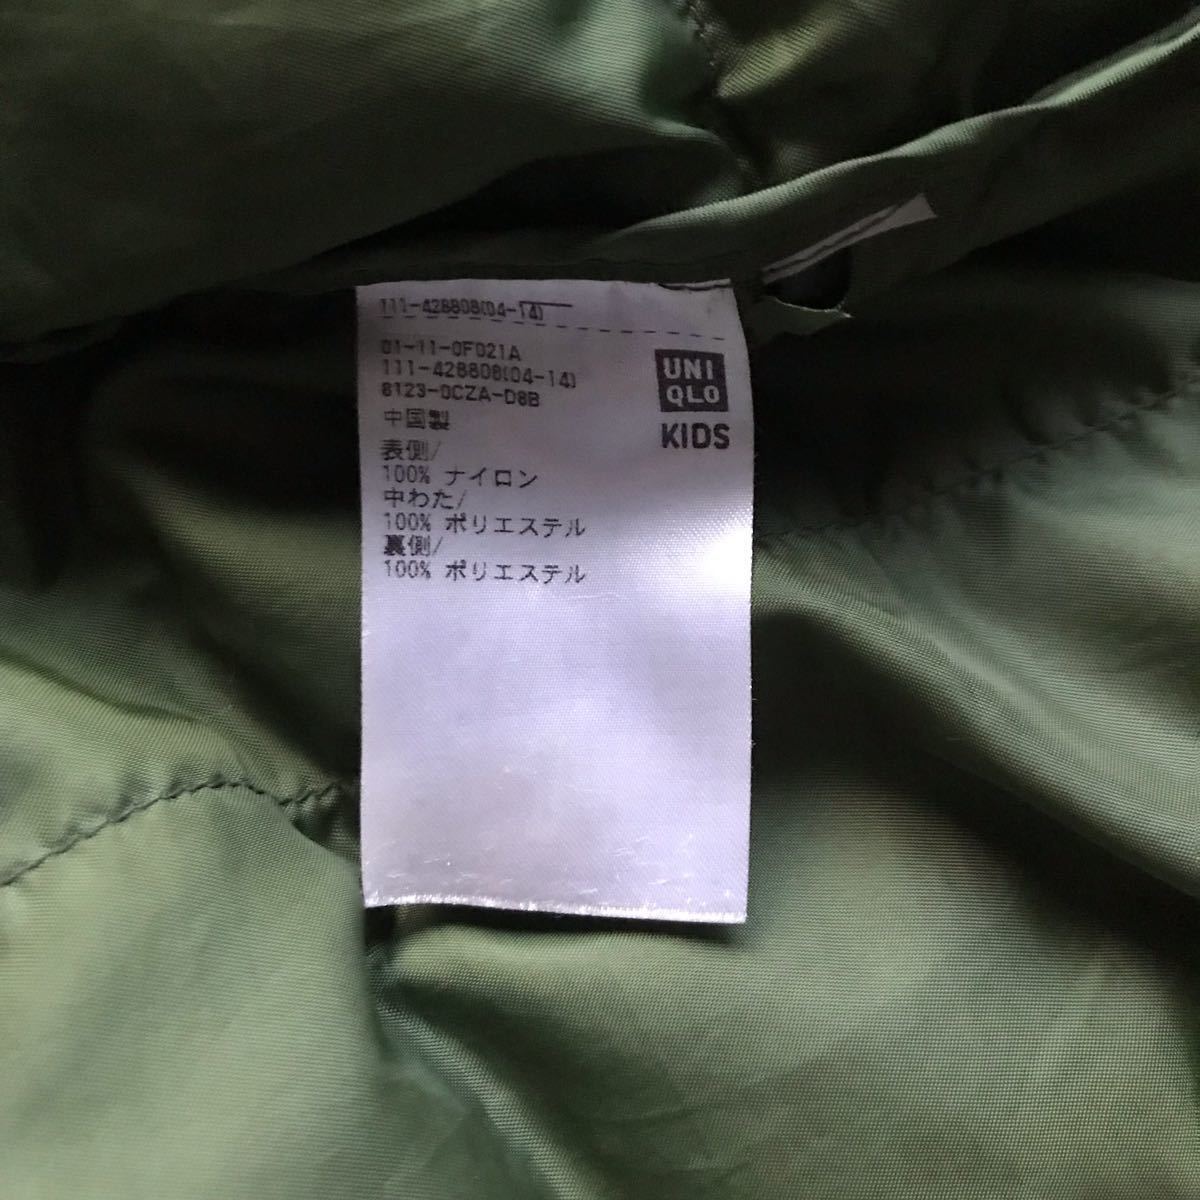 111-428808(04-14)
01-11-0F021A
111-428808(04-14)
8123-0CZA-D8B
中国製
表側/
100% ナイロン
中わた/
100% ポリエステル
裏側/
100% ポリエステル
UNI
QLO
KIDS